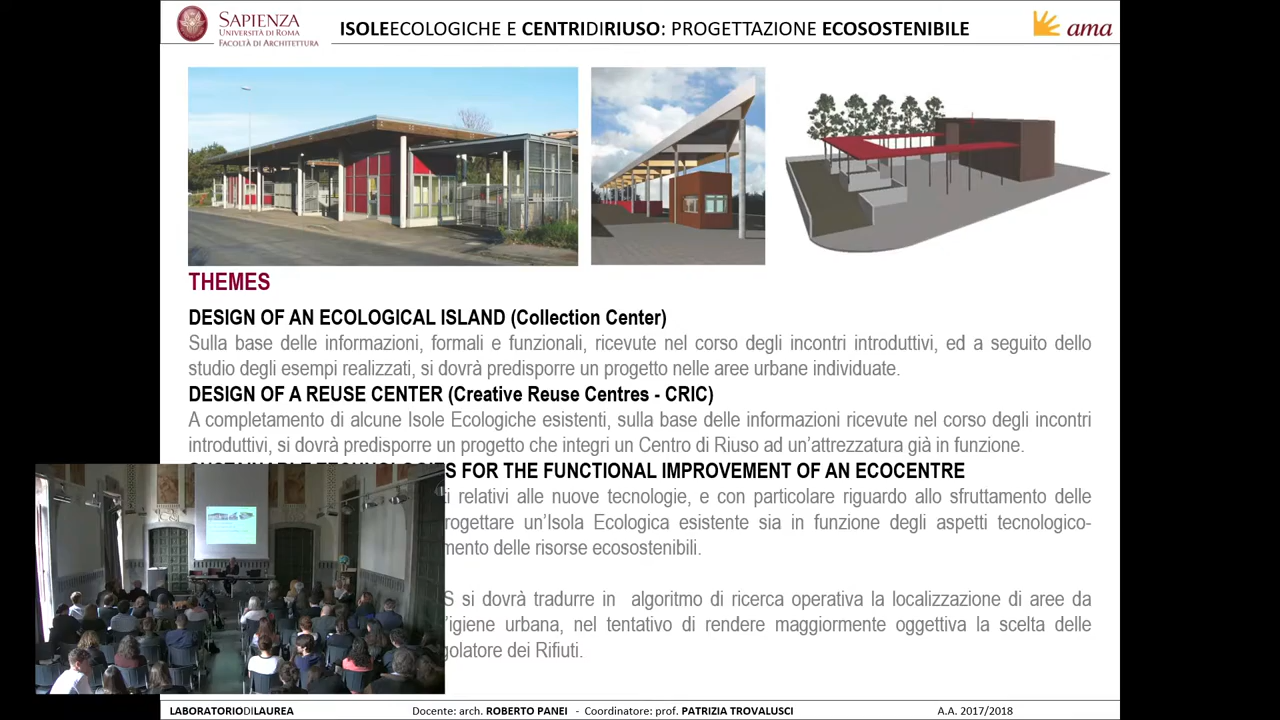 SAPIENZA
UNIVERSITÀ DI ROMA
FACOLTÀ DI ARCHITETTURA
ISOLEECOLOGICHE E CENTRIDIRIUSO: PROGETTAZIONE ECOSOSTENIBILE
ama
THEMES
DESIGN OF AN ECOLOGICAL ISLAND (Collection Center)
Sulla base delle informazioni, formali e funzionali, ricevute nel corso degli incontri introduttivi, ed a seguito dello
studio degli esempi realizzati, si dovrà predisporre un progetto nelle aree urbane individuate.
DESIGN OF A REUSE CENTER (Creative Reuse Centres - CRIC)
A completamento di alcune Isole Ecologiche esistenti, sulla base delle informazioni ricevute nel corso degli incontri
introduttivi, si dovrà predisporre un progetto che integri un Centro di Riuso ad un'attrezzatura già in funzione.
FOR THE FUNCTIONAL IMPROVEMENT OF AN ECOCENTRE
relativi alle nuove tecnologie, e con particolare riguardo allo sfruttamento delle
rogettare un'Isola Ecologica esistente sia in funzione degli aspetti tecnologico-
mento delle risorse ecosostenibili.
S si dovrà tradurre in algoritmo di ricerca operativa la localizzazione di aree da
'igiene urbana, nel tentativo di rendere maggiormente oggettiva la scelta delle
golatore dei Rifiuti.
LABORATORIODILAUREA
Docente: arch. ROBERTO PANEI - Coordinatore: prof. PATRIZIA TROVALUSCI
A.A. 2017/2018